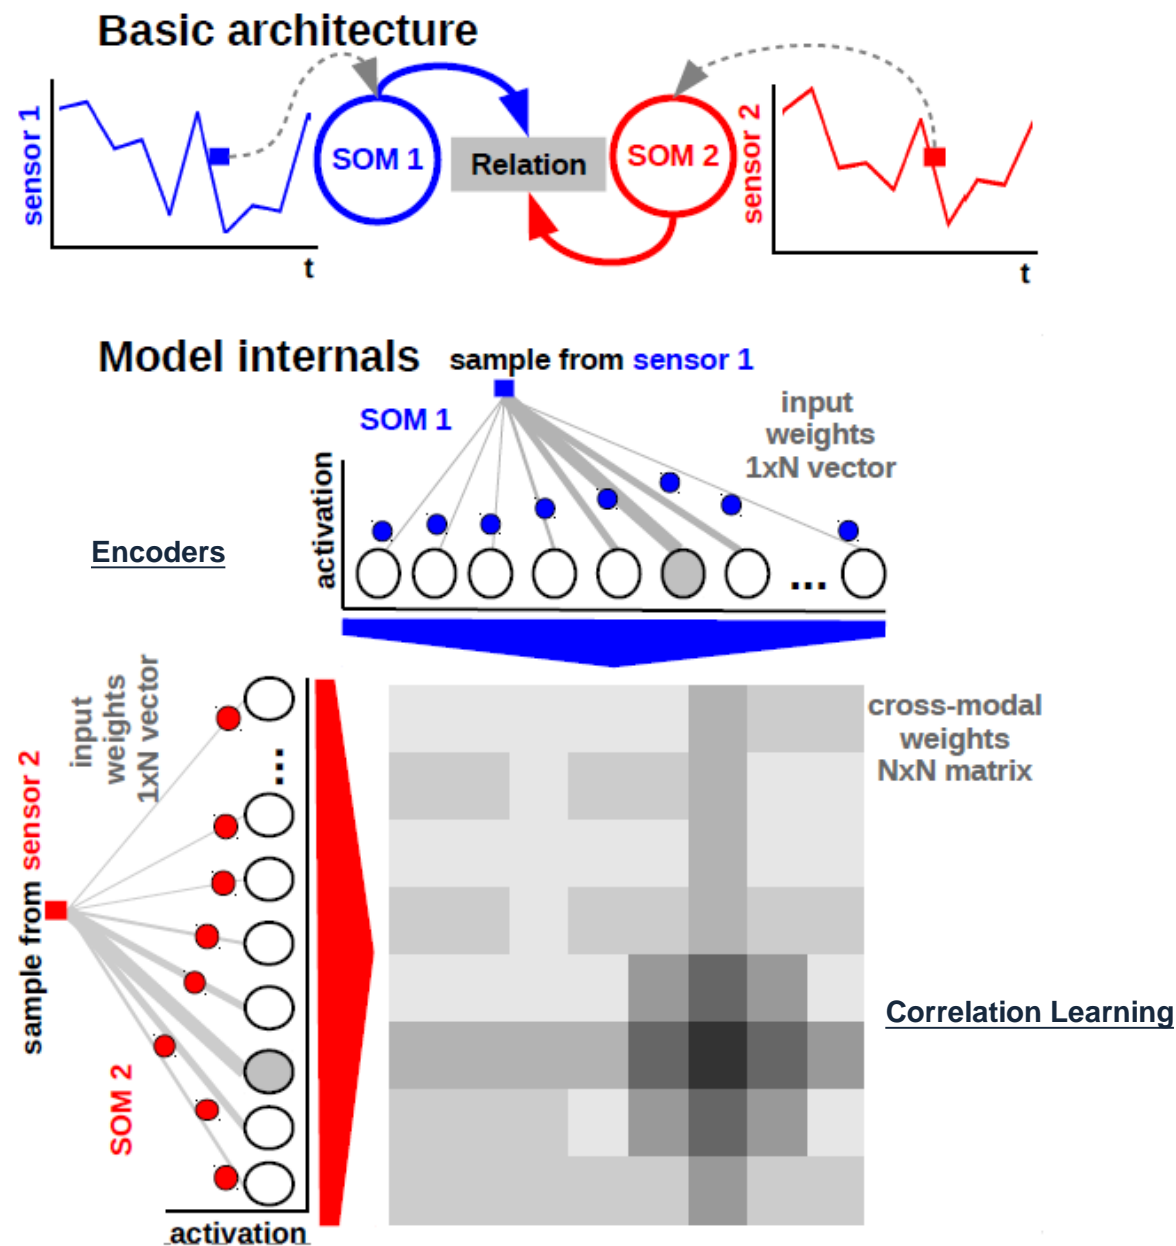 Basic architecture
sensor 1
t
SOM 1
Relation
SOM 2
sensor 2
t
Model internals
sample from sensor 1
SOM 1
input
weights
1xN vector
activation
...
Encoders
input
weights
1xN vector
...
sample from sensor 2
SOM 2
activation
cross-modal
weights
NxN matrix
Correlation Learning